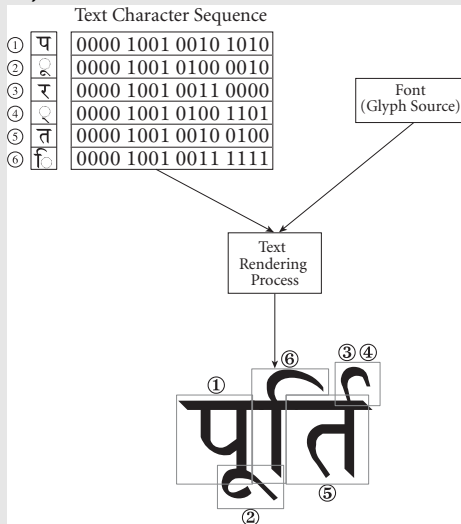 Text Character Sequence
① प 0000 1001 0010 1010
② ू 0000 1001 0100 0010
③ र 0000 1001 0011 0000
④ ् 0000 1001 0100 1101
⑤ त 0000 1001 0010 0100
⑥ ि 0000 1001 0011 1111
Font
(Glyph Source)
Text
Rendering
Process
⑥ ③ ④
①
पूर्ति
⑤
②